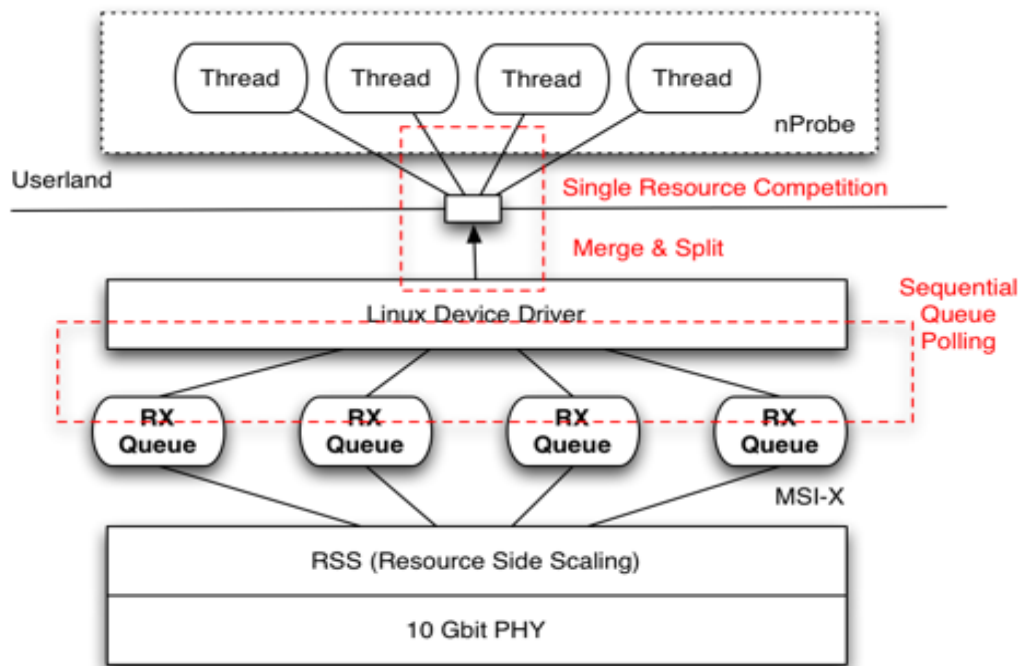 Thread
Thread
Thread
Thread
nProbe
Userland
Single Resource Competition
Merge & Split
Sequential
Queue
Polling
Linux Device Driver
RX
Queue
RX
Queue
RX
Queue
RX
Queue
MSI-X
RSS (Resource Side Scaling)
10 Gbit PHY